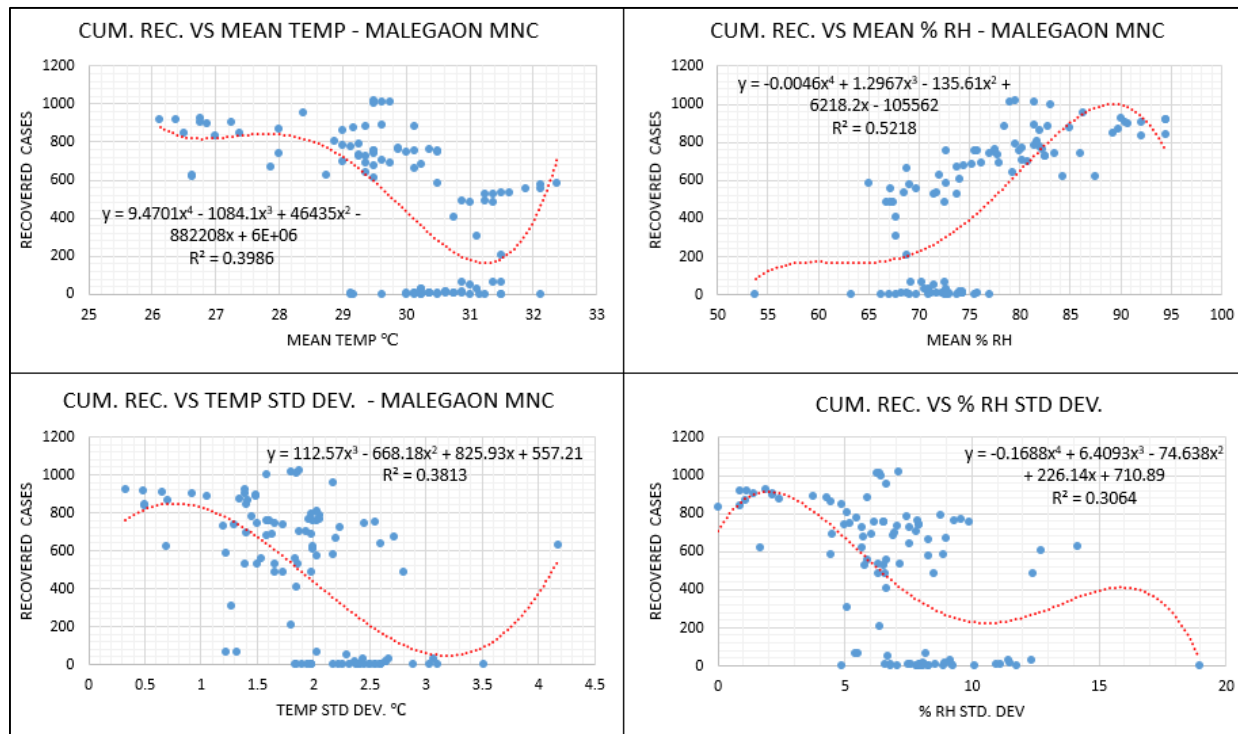 CUM. REC. VS MEAN TEMP - MALEGAON MNC
y = 9.4701x⁴ - 1084.1x³ + 46435x² -
882208x + 6E+06
R² = 0.3986
RECOVERED CASES
1200
1000
800
600
400
200
0
25 26 27 28 29 30 31 32 33
MEAN TEMP °C
CUM. REC. VS MEAN % RH - MALEGAON MNC
y = -0.0046x⁴ + 1.2967x³ - 135.61x² +
6218.2x - 105562
R² = 0.5218
RECOVERED CASES
1200
1000
800
600
400
200
0
50 55 60 65 70 75 80 85 90 95 100
MEAN % RH
CUM. REC. VS TEMP STD DEV. - MALEGAON MNC
y = 112.57x³ - 668.18x² + 825.93x + 557.21
R² = 0.3813
RECOVERED CASES
1200
1000
800
600
400
200
0
0 0.5 1 1.5 2 2.5 3 3.5 4 4.5
TEMP STD DEV. °C
CUM. REC. VS % RH STD DEV.
y = -0.1688x⁴ + 6.4093x³ - 74.638x²
+ 226.14x + 710.89
R² = 0.3064
RECOVERED CASES
1200
1000
800
600
400
200
0
0 5 10 15 20
% RH STD. DEV